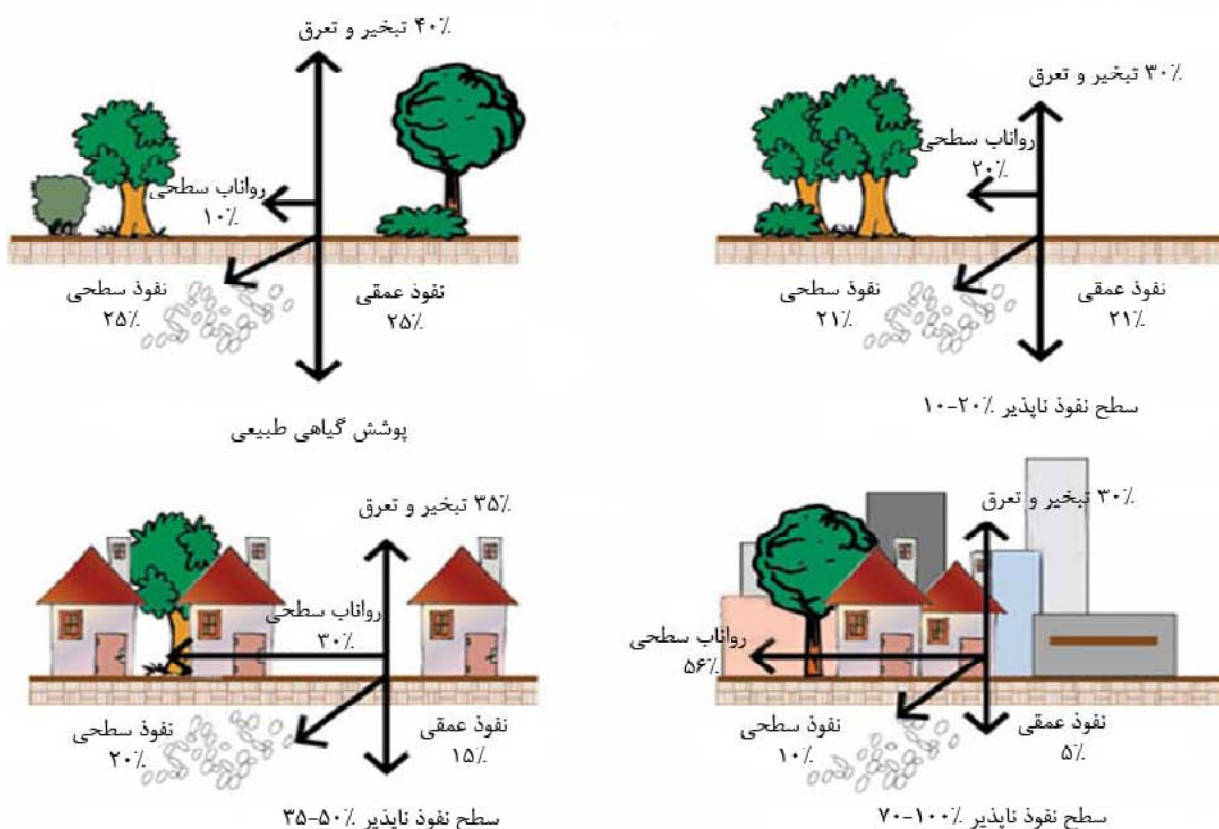 ۴۰٪ تبخیر و تعرق
رواناب سطحی
۱۰٪
نفوذ سطحی
۲۵٪
نفوذ عمقی
۲۵٪
پوشش گیاهی طبیعی
۳۰٪ تبخیر و تعرق
رواناب سطحی
۲۰٪
نفوذ سطحی
۲۱٪
نفوذ عمقی
۲۱٪
سطح نفوذ ناپذیر ۱۰-۲۰٪
۳۵٪ تبخیر و تعرق
رواناب سطحی
۳۰٪
نفوذ سطحی
۲۰٪
نفوذ عمقی
۱۵٪
سطح نفوذ ناپذیر ۳۵-۵۰٪
۳۰٪ تبخیر و تعرق
رواناب سطحی
۵۶٪
نفوذ سطحی
۱۰٪
نفوذ عمقی
۵٪
سطح نفوذ ناپذیر ۷۰-۱۰۰٪